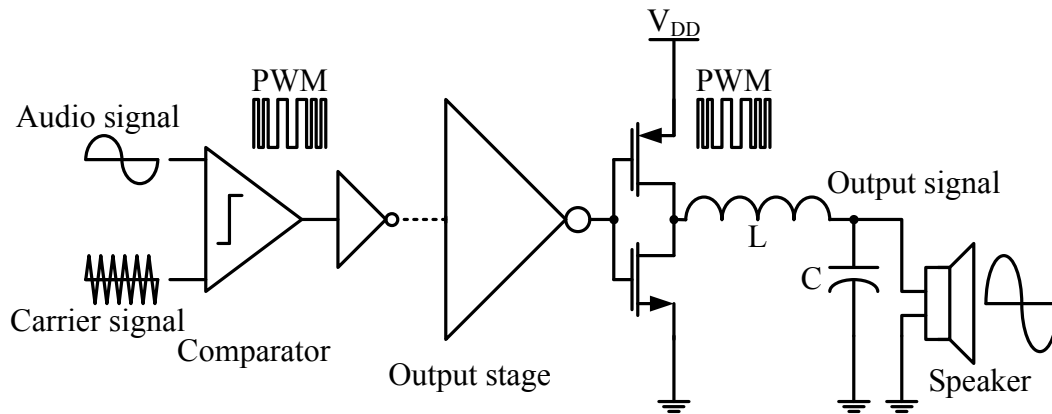 V_DD
PWM
PWM
Audio signal
Output signal
L
C
Carrier signal
Comparator
Output stage
Speaker